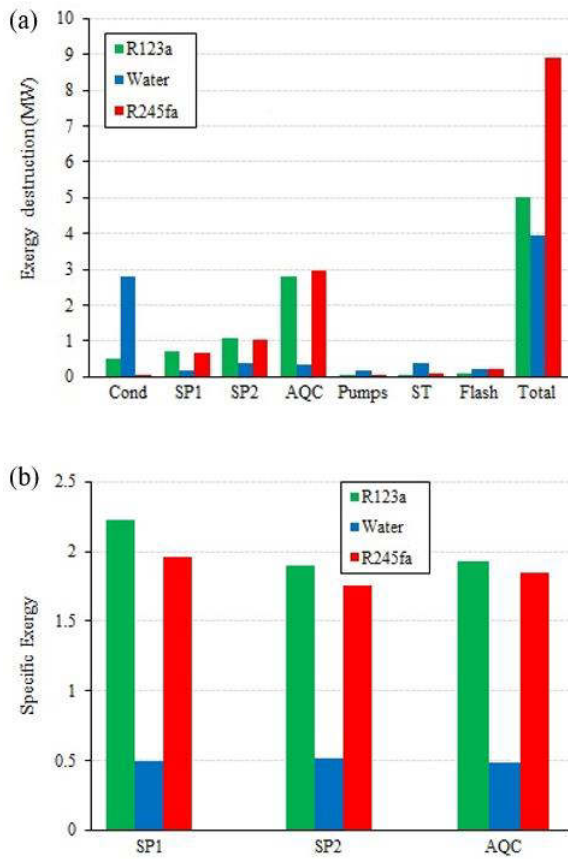 (a)
Exergy destruction (MW)
10
9
8
7
6
5
4
3
2
1
0
R123a
Water
R245fa
Cond SP1 SP2 AQC Pumps ST Flash Total
(b)
Specific Exergy
2.5
2
1.5
1
0.5
0
R123a
Water
R245fa
SP1 SP2 AQC